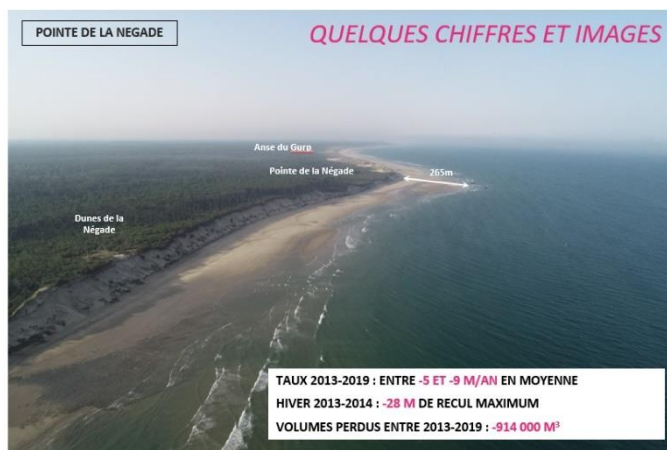 POINTE DE LA NEGADE
QUELQUES CHIFFRES ET IMAGES
Anse du Gurp
Pointe de la Négade
265m
Dunes de la
Négade
TAUX 2013-2019 : ENTRE -5 ET -9 M/AN EN MOYENNE
HIVER 2013-2014 : -28 M DE RECUL MAXIMUM
VOLUMES PERDUS ENTRE 2013-2019 : -914 000 M³